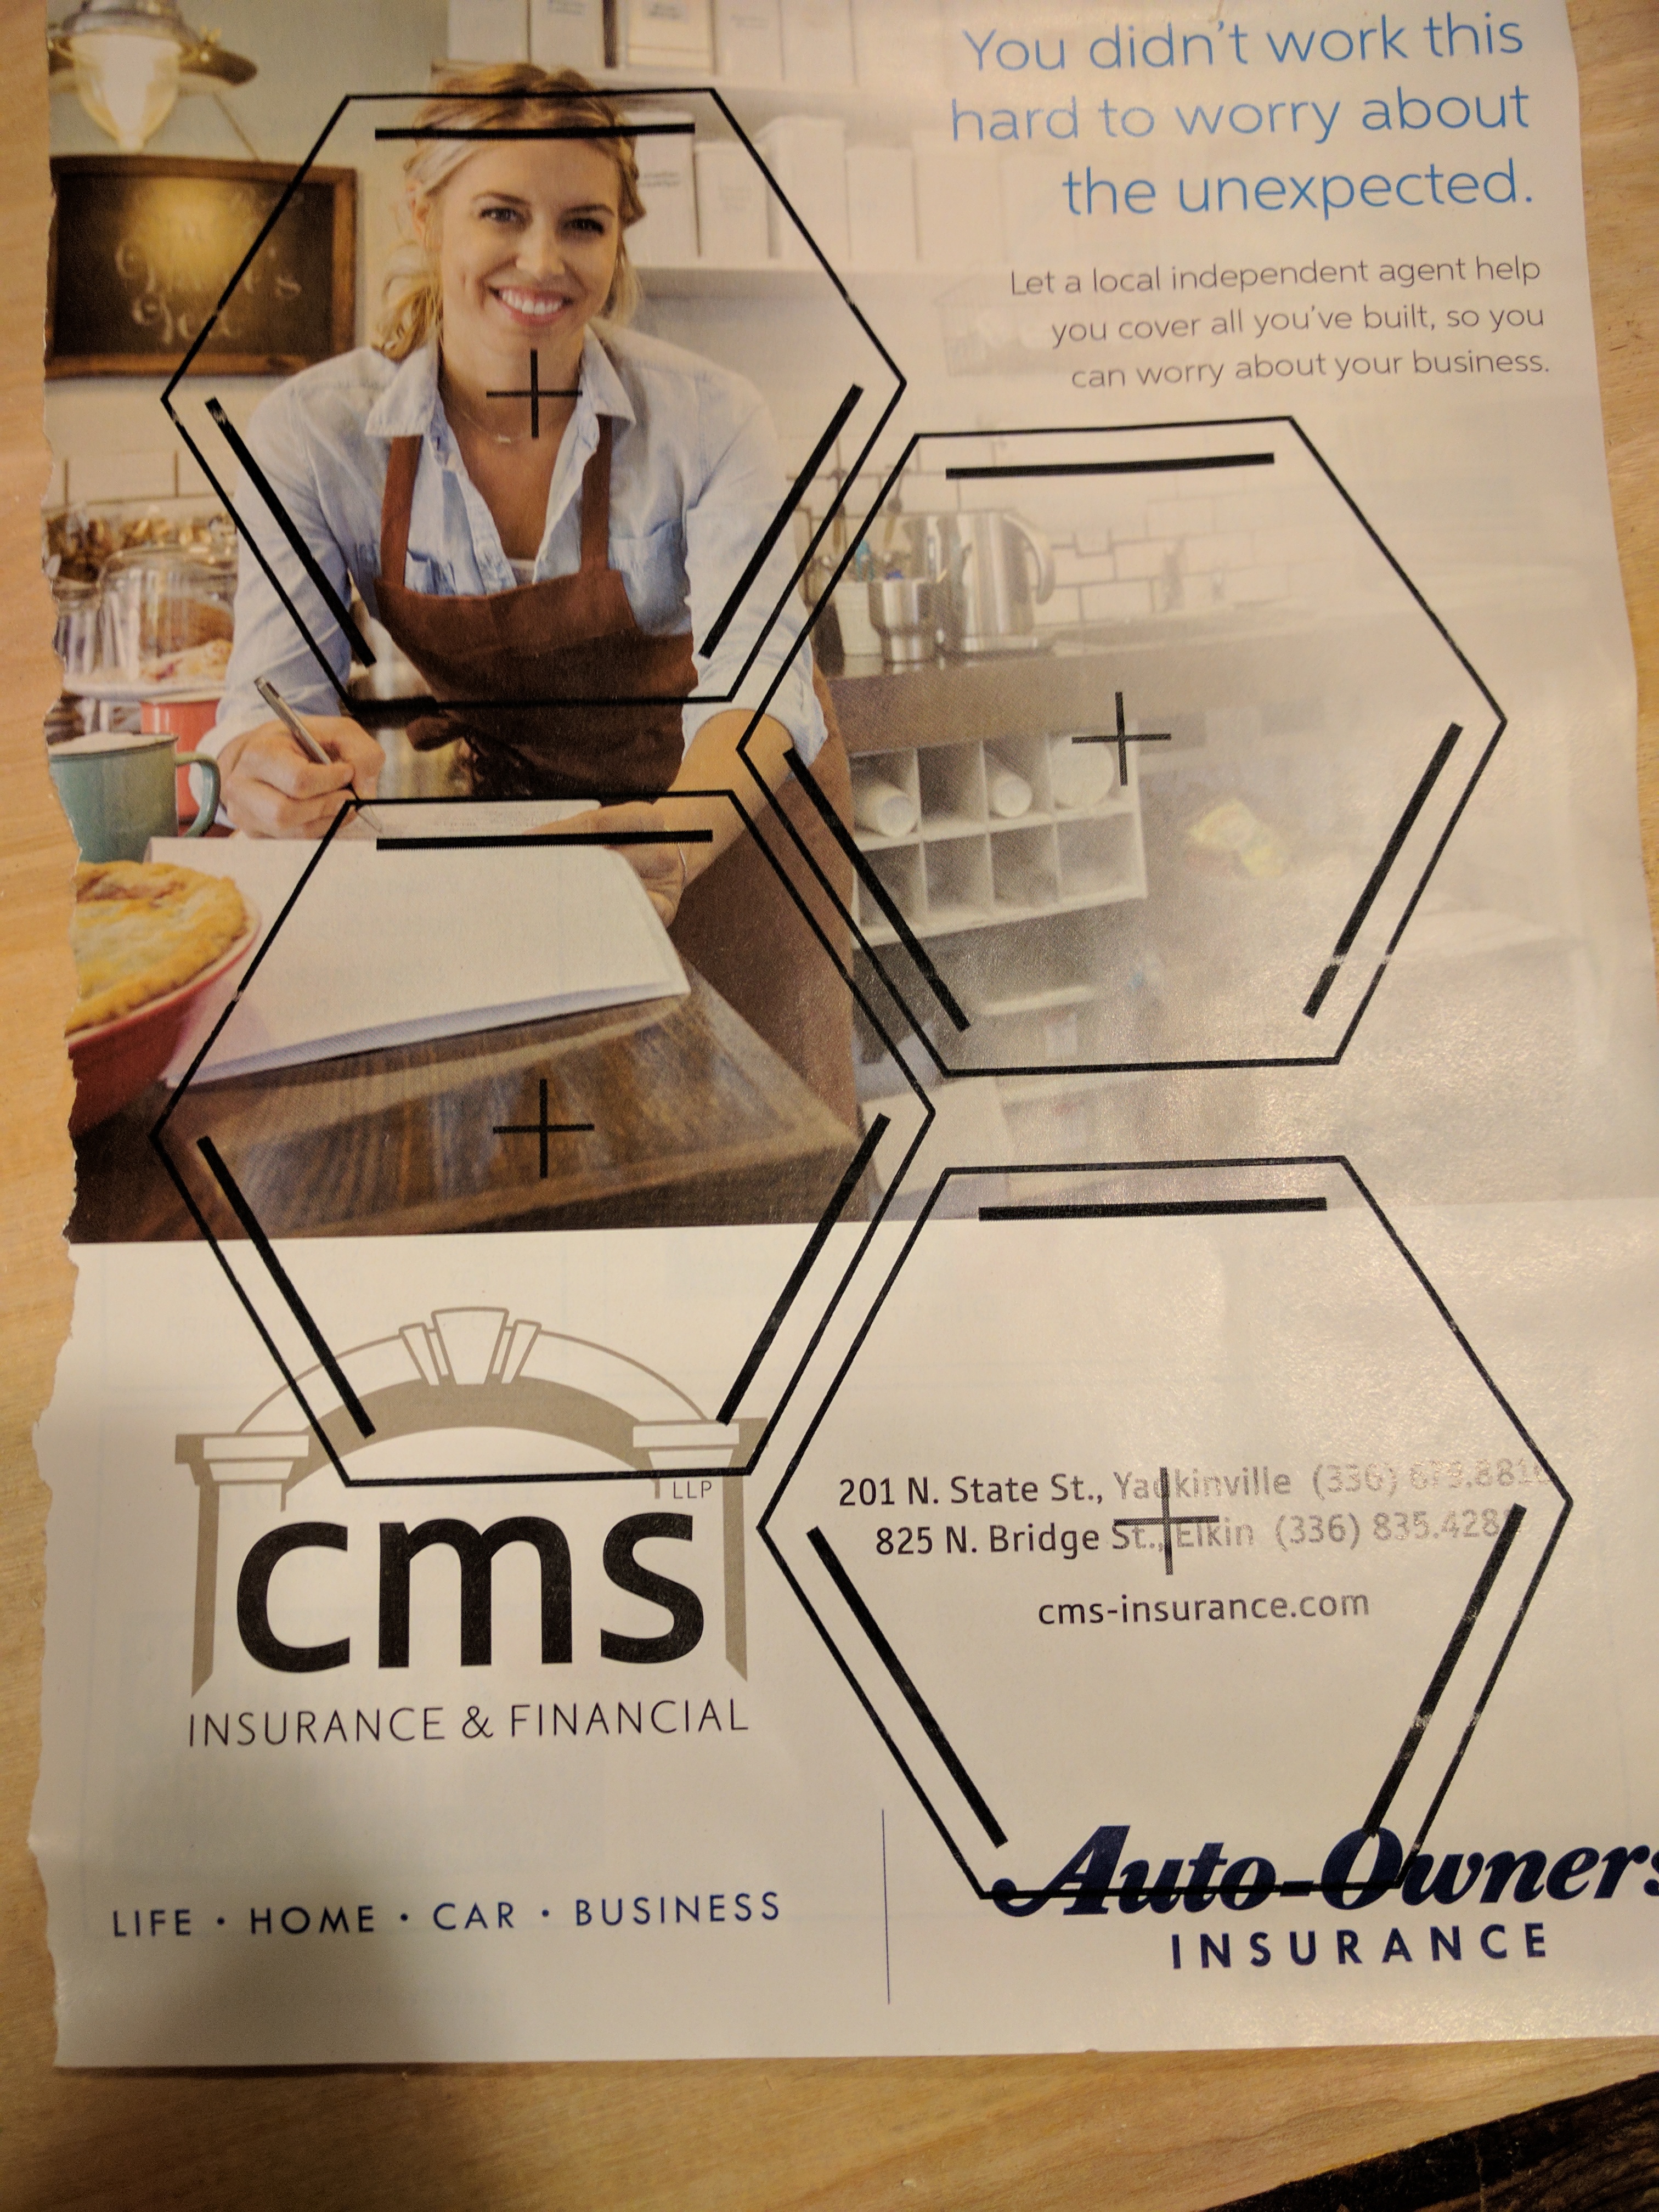 You didn't work this
hard to worry about
the unexpected.
Let a local independent agent help
you cover all you've built, so you
can worry about your business.
LLP
cms
INSURANCE & FINANCIAL
201 N. State St., Yadkinville (336)
825 N. Bridge St., Elkin (336)
cms-insurance.com
LIFE · HOME · CAR · BUSINESS
Auto-Owners
INSURANCE